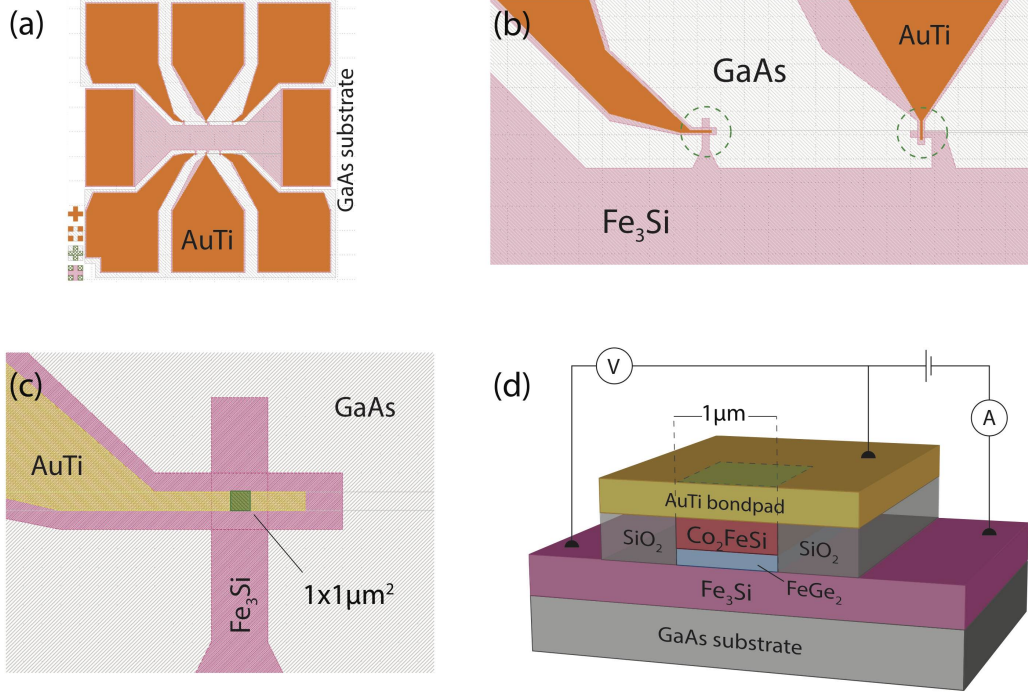 (a)
AuTi
GaAs substrate
(b)
AuTi
GaAs
Fe₃Si
(c)
GaAs
AuTi
1x1µm²
Fe₃Si
(d)
V
A
1µm
AuTi bondpad
SiO₂
Co₂FeSi
SiO₂
FeGe₂
Fe₃Si
GaAs substrate